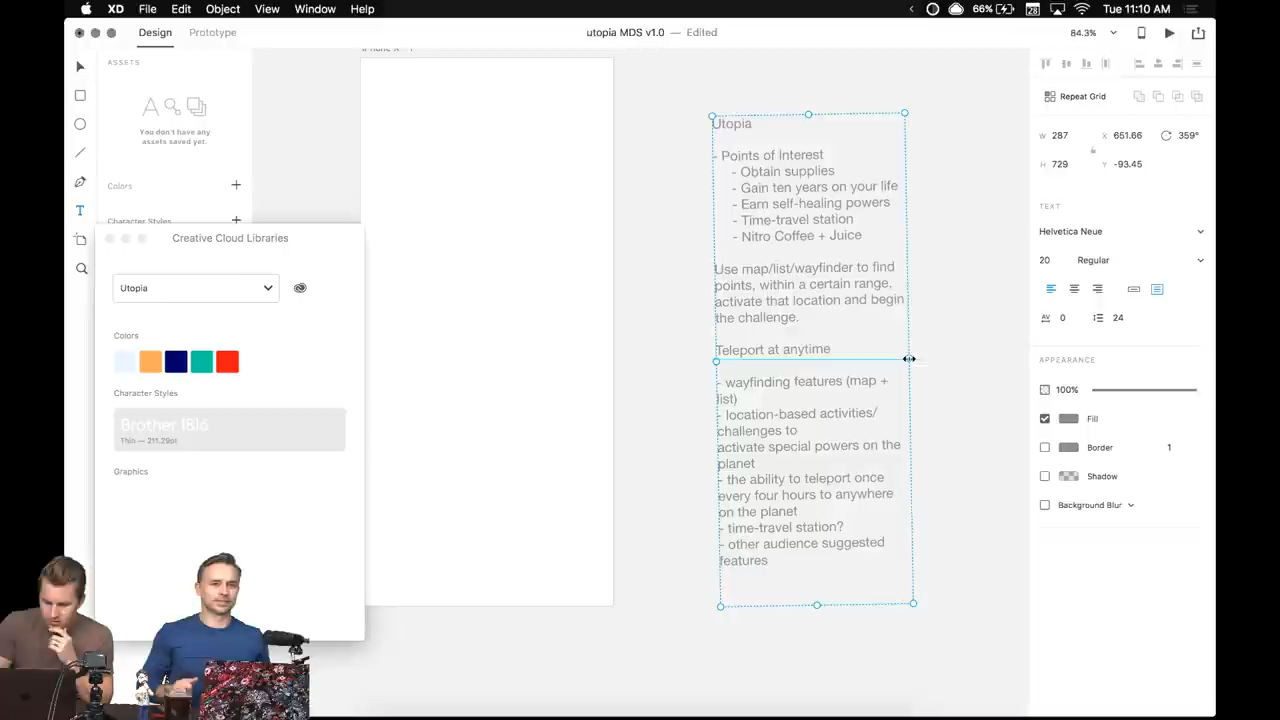 XD File Edit Object View Window Help
66% 28 Tue 11:10 AM
Design Prototype
utopia MDS v1.0 — Edited
84.3%
ASSETS
You don't have any
assets saved yet.
Colors
Character Styles
Creative Cloud Libraries
Utopia
Colors
Character Styles
Brother 1816
Thin — 211.29pt
Graphics
Utopia
- Points of Interest
- Obtain supplies
- Gain ten years on your life
- Earn self-healing powers
- Time-travel station
- Nitro Coffee + Juice
Use map/list/wayfinder to find
points, within a certain range,
activate that location and begin
the challenge.
Teleport at anytime
- wayfinding features (map +
list)
- location-based activities/
challenges to
activate special powers on the
planet
- the ability to teleport once
every four hours to anywhere
on the planet
- time-travel station?
- other audience suggested
features
Repeat Grid
W 287 X 651.66 359°
H 729 Y -93.45
TEXT
Helvetica Neue
20 Regular
AV 0 24
APPEARANCE
100%
Fill
Border 1
Shadow
Background Blur